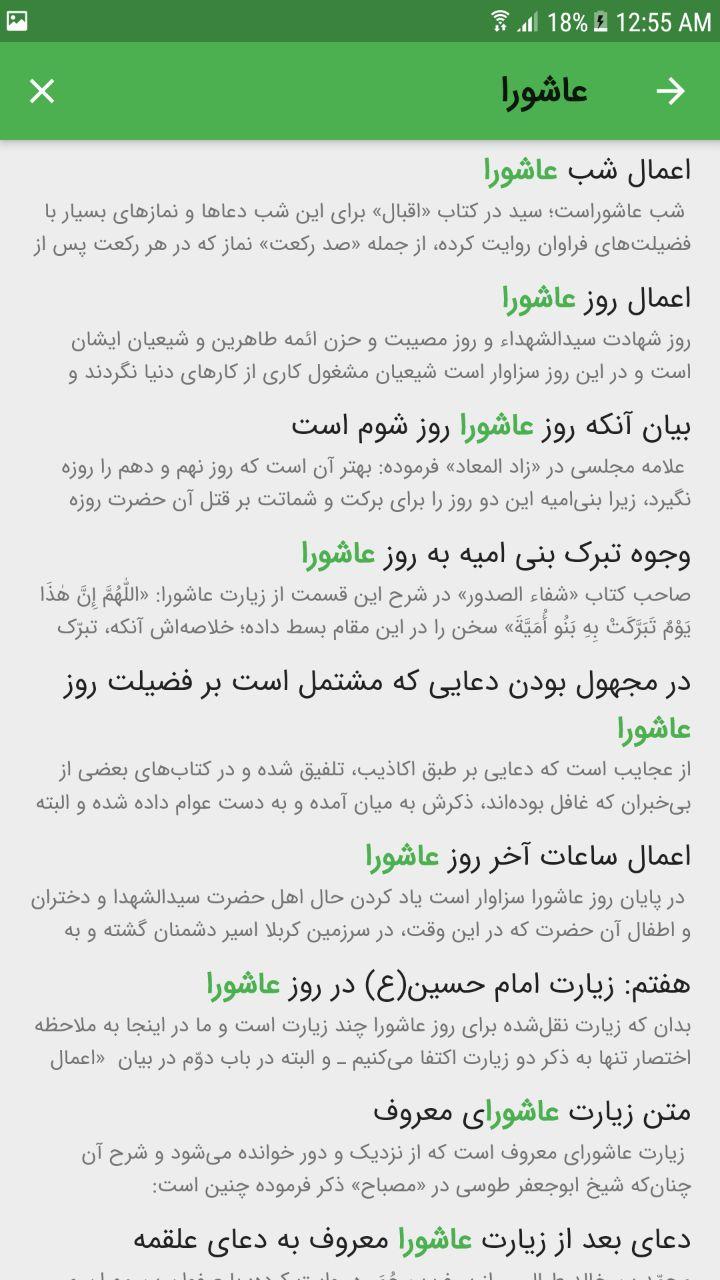 18% 12:55 AM
عاشورا
اعمال شب عاشورا
شب عاشوراست؛ سید در کتاب «اقبال» برای این شب دعاها و نمازهای بسیار با
فضیلت‌های فراوان روایت کرده، از جمله «صد رکعت» نماز که در هر رکعت پس از
اعمال روز عاشورا
روز شهادت سیدالشهداء و روز مصیبت و حزن ائمه طاهرین و شیعیان ایشان
است و در این روز سزاوار است شیعیان مشغول کاری از کارهای دنیا نگردند و
بیان آنکه روز عاشورا روز شوم است
علامه مجلسی در «زاد المعاد» فرموده: بهتر آن است که روز نهم و دهم را روزه
نگیرد، زیرا بنی‌امیه این دو روز را برای برکت و شماتت بر قتل آن حضرت روزه
وجوه تبرک بنی امیه به روز عاشورا
صاحب کتاب «شفاء الصدور» در شرح این قسمت از زیارت عاشورا: «اللّٰهُمَّ إِنَّ هٰذَا
يَوْمٌ تَبَرَّكَتْ بِهِ بَنُو أُمَيَّةَ» سخن را در این مقام بسط داده؛ خلاصه‌اش آنکه، تبرّک
در مجهول بودن دعایی که مشتمل است بر فضیلت روز
عاشورا
از عجایب است که دعایی بر طبق اکاذیب، تلفیق شده و در کتاب‌های بعضی از
بی‌خبران که غافل بوده‌اند، ذکرش به میان آمده و به دست عوام داده شده و البته
اعمال ساعات آخر روز عاشورا
در پایان روز عاشورا سزاوار است یاد کردن حال اهل حضرت سیدالشهدا و دختران
و اطفال آن حضرت که در این وقت، در سرزمین کربلا اسیر دشمنان گشته و به
هفتم: زیارت امام حسین(ع) در روز عاشورا
بدان که زیارت نقل‌شده برای روز عاشورا چند زیارت است و ما در اینجا به ملاحظه
اختصار تنها به ذکر دو زیارت اکتفا می‌کنیم ـ و البته در باب دوّم در بیان «اعمال
متن زیارت عاشورای معروف
زیارت عاشورای معروف است که از نزدیک و دور خوانده می‌شود و شرح آن
چنان‌که شیخ ابوجعفر طوسی در «مصباح» ذکر فرموده چنین است:
دعای بعد از زیارت عاشورا معروف به دعای علقمه